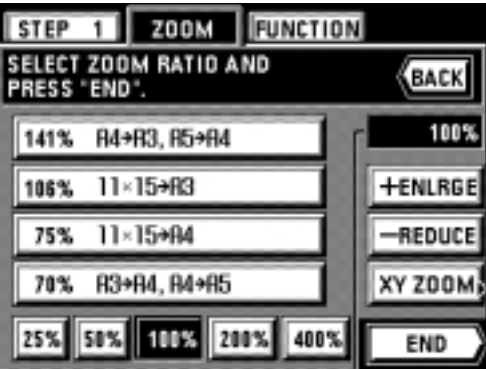 STEP 1 ZOOM FUNCTION
SELECT ZOOM RATIO AND
PRESS "END".
BACK
100%
141% A4→A3, A5→A4
106% 11×15→A3
75% 11×15→A4
70% A3→A4, A4→A5
+ENLRGE
−REDUCE
XY ZOOM
25% 50% 100% 200% 400%
END